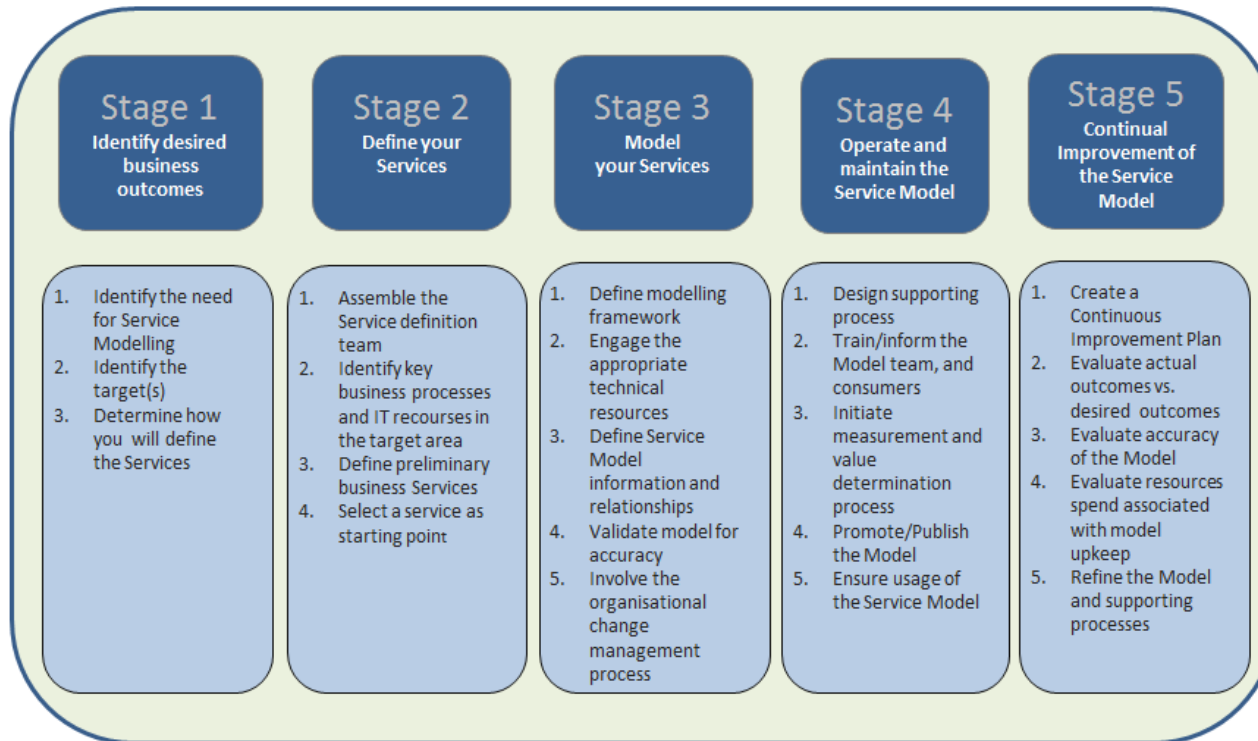 Stage 1
Identify desired
business
outcomes
Stage 2
Define your
Services
Stage 3
Model
your Services
Stage 4
Operate and
maintain the
Service Model
Stage 5
Continual
Improvement of
the Service
Model
1. Identify the need
for Service
Modelling
2. Identify the
target(s)
3. Determine how
you will define
the Services
1. Assemble the
Service definition
team
2. Identify key
business processes
and IT recourses in
the target area
3. Define preliminary
business Services
4. Select a service as
starting point
1. Define modelling
framework
2. Engage the
appropriate
technical
resources
3. Define Service
Model
information and
relationships
4. Validate model for
accuracy
5. Involve the
organisational
change
management
process
1. Design supporting
process
2. Train/inform the
Model team, and
consumers
3. Initiate
measurement and
value
determination
process
4. Promote/Publish
the Model
5. Ensure usage of
the Service Model
1. Create a
Continuous
Improvement Plan
2. Evaluate actual
outcomes vs.
desired outcomes
3. Evaluate accuracy
of the Model
4. Evaluate resources
spend associated
with model
upkeep
5. Refine the Model
and supporting
processes